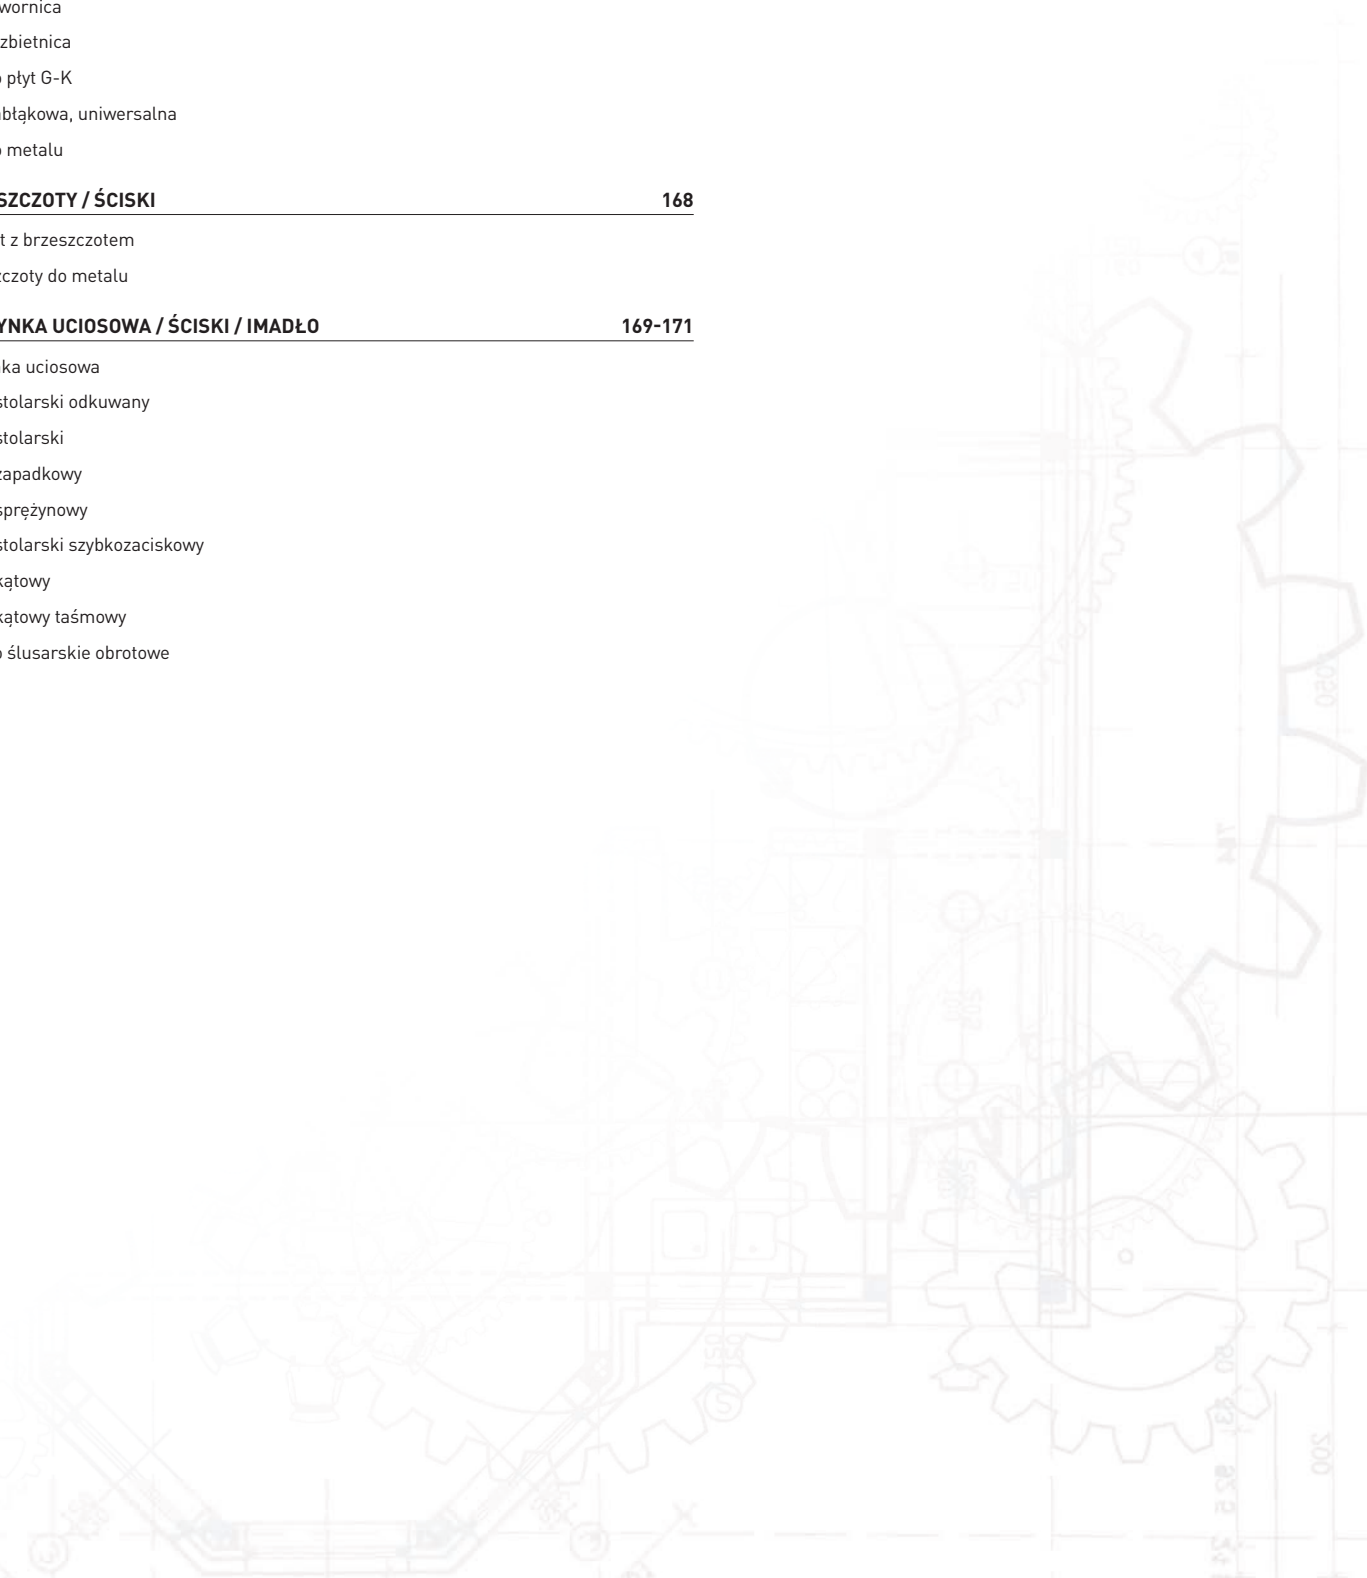 wornica
zbietnica
płyt G-K
błąkowa, uniwersalna
metalu
SZCZOTY / ŚCISKI 168
t z brzeszczotem
czoty do metalu
YNKA UCIOSOWA / ŚCISKI / IMADŁO 169-171
ka uciosowa
stolarski odkuwany
stolarski
zapadkowy
sprężynowy
stolarski szybkozaciskowy
kątowy
kątowy taśmowy
ślusarskie obrotowe